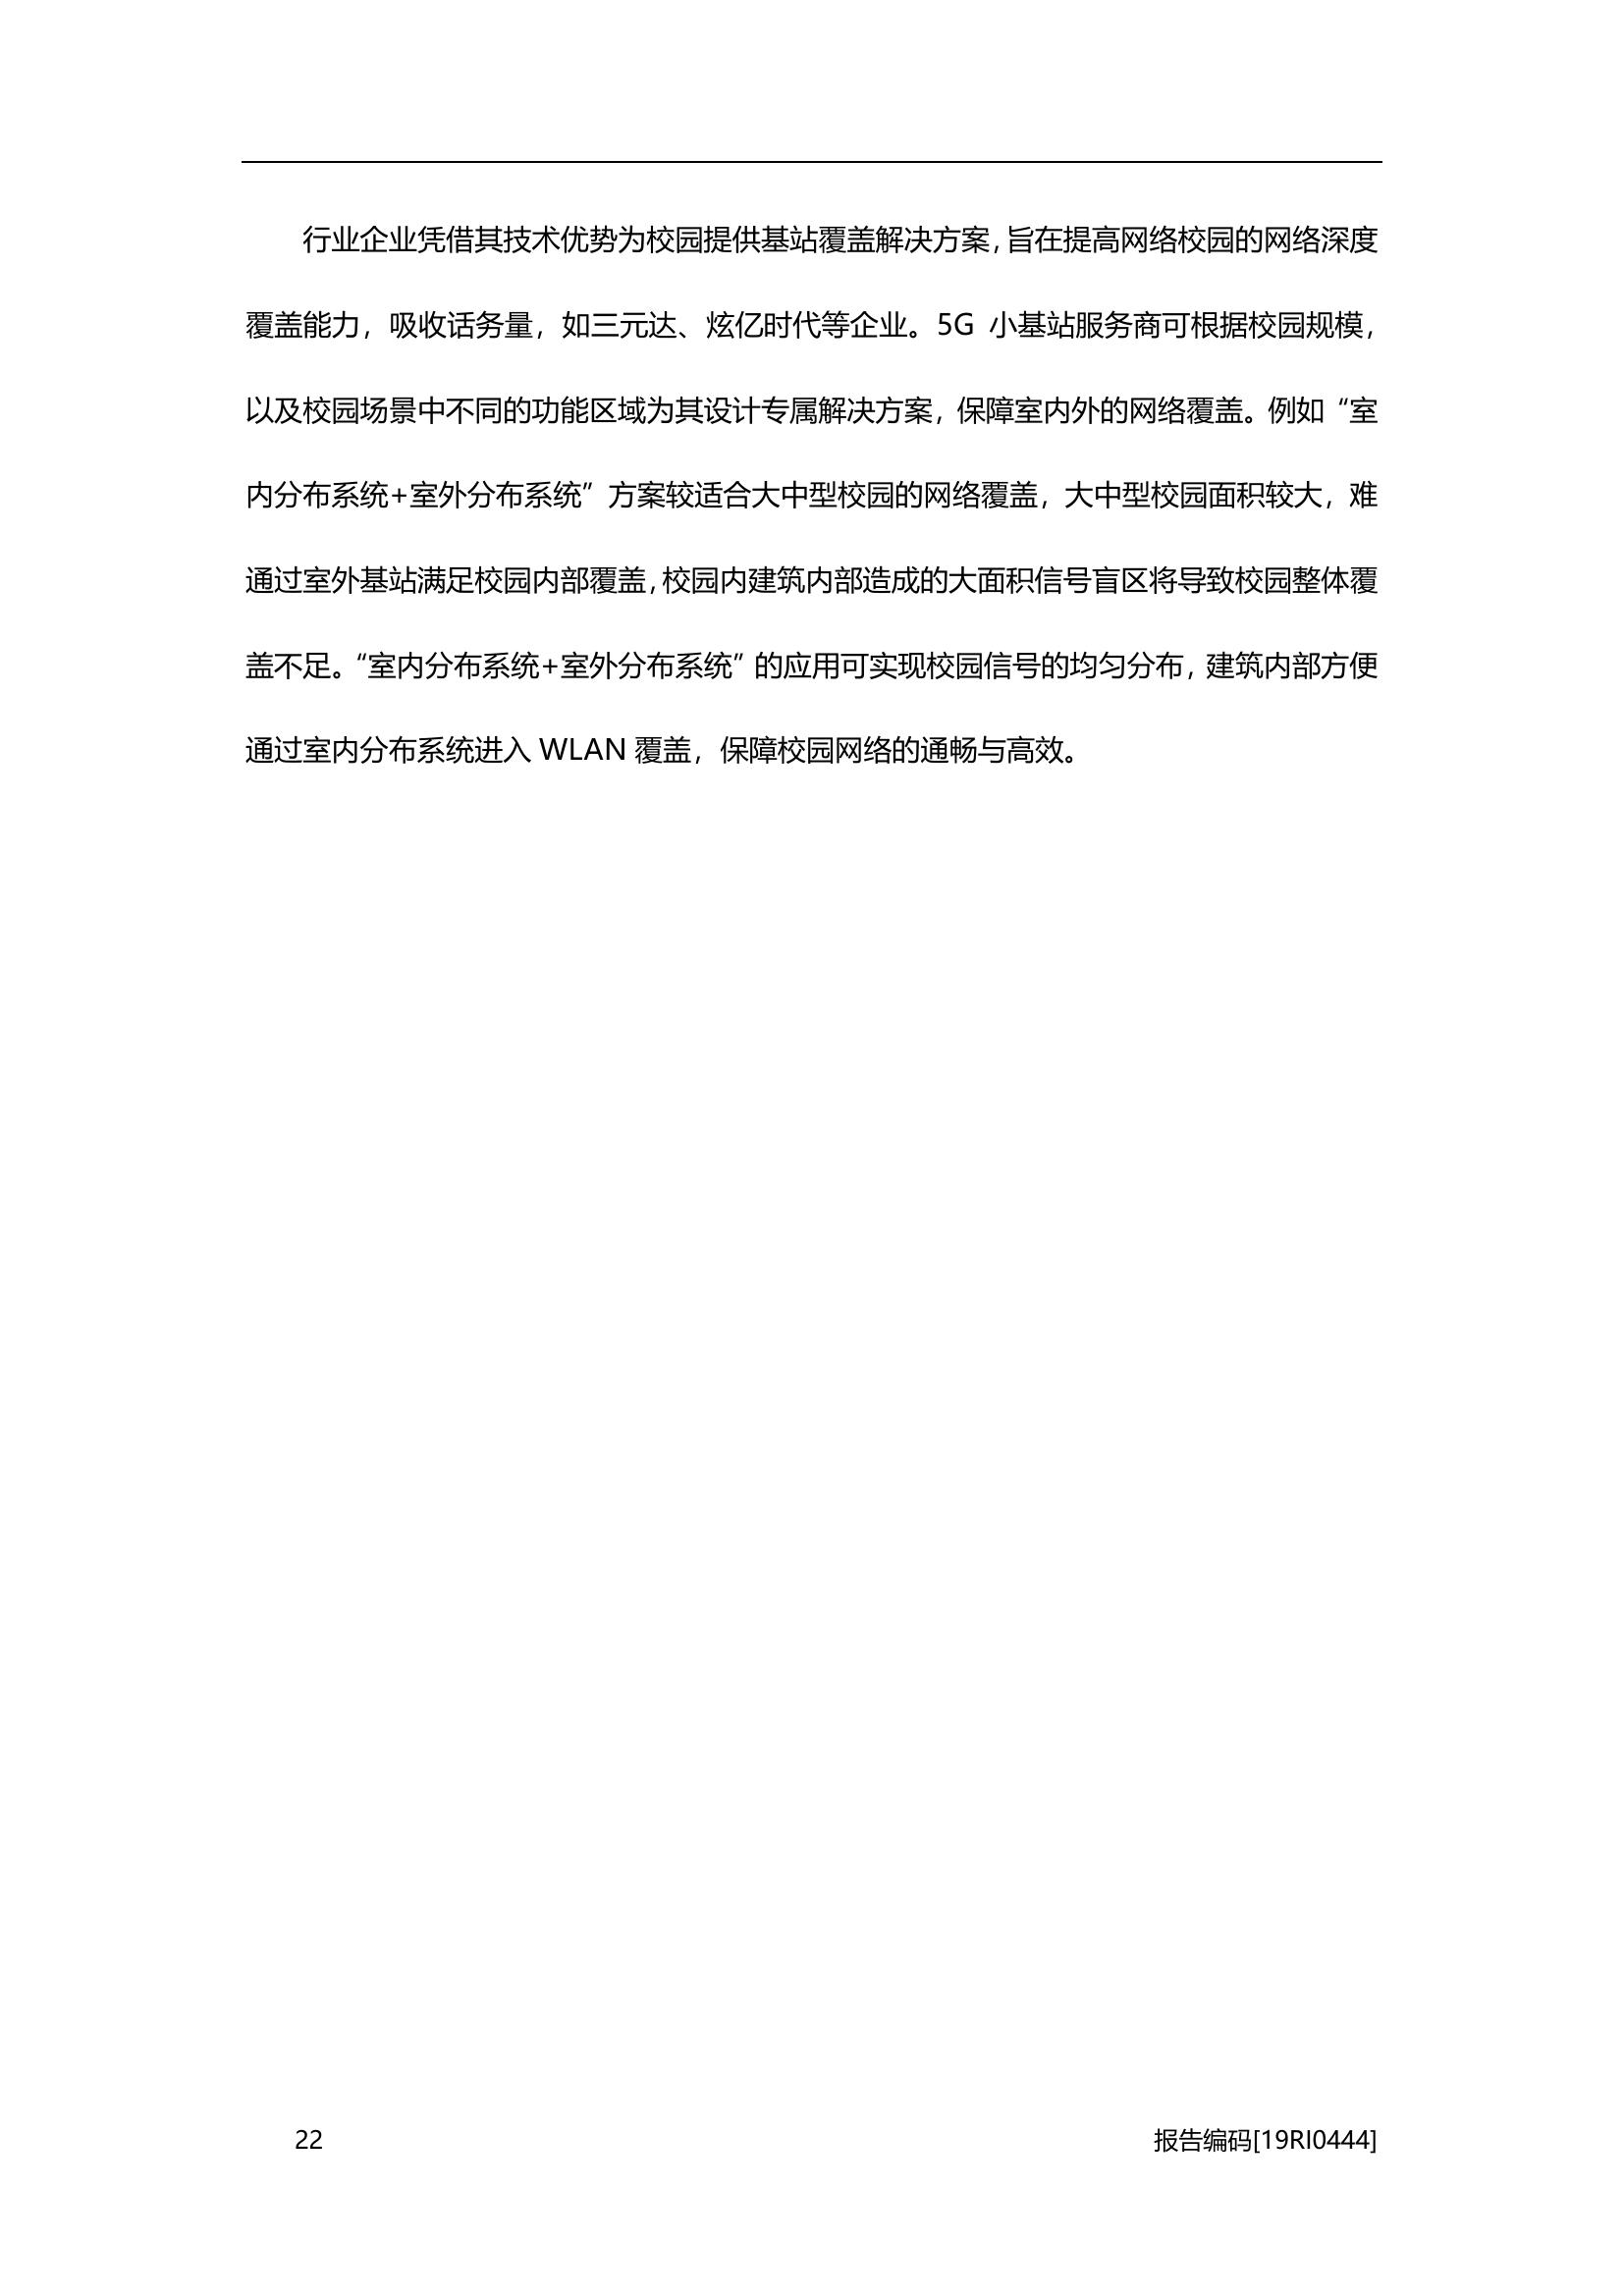 行业企业凭借其技术优势为校园提供基站覆盖解决方案，旨在提高网络校园的网络深度
覆盖能力，吸收话务量，如三元达、炫亿时代等企业。5G 小基站服务商可根据校园规模，
以及校园场景中不同的功能区域为其设计专属解决方案，保障室内外的网络覆盖。例如“室
内分布系统+室外分布系统”方案较适合大中型校园的网络覆盖，大中型校园面积较大，难
通过室外基站满足校园内部覆盖，校园内建筑内部造成的大面积信号盲区将导致校园整体覆
盖不足。“室内分布系统+室外分布系统”的应用可实现校园信号的均匀分布，建筑内部方便
通过室内分布系统进入 WLAN 覆盖，保障校园网络的通畅与高效。
22 报告编码[19RI0444]